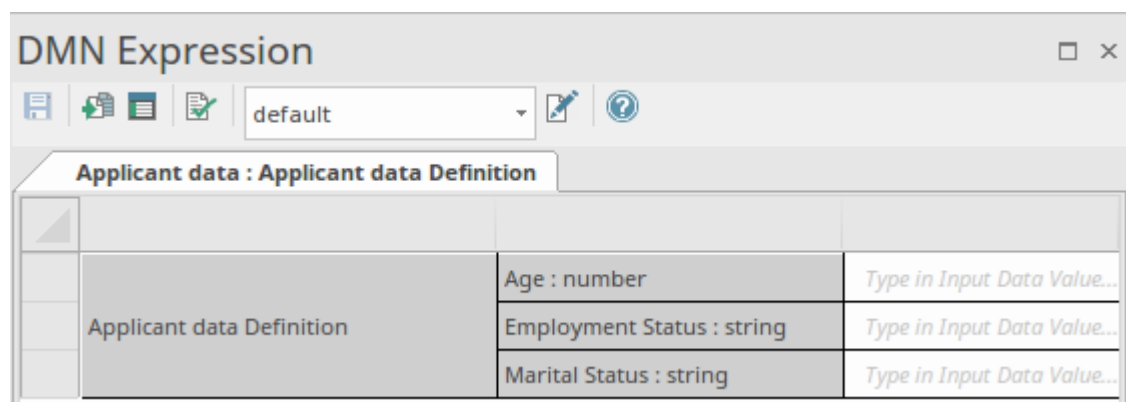 DMN Expression
default
Applicant data : Applicant data Definition
Age : number
Type in Input Data Value...
Applicant data Definition
Employment Status : string
Type in Input Data Value...
Marital Status : string
Type in Input Data Value...